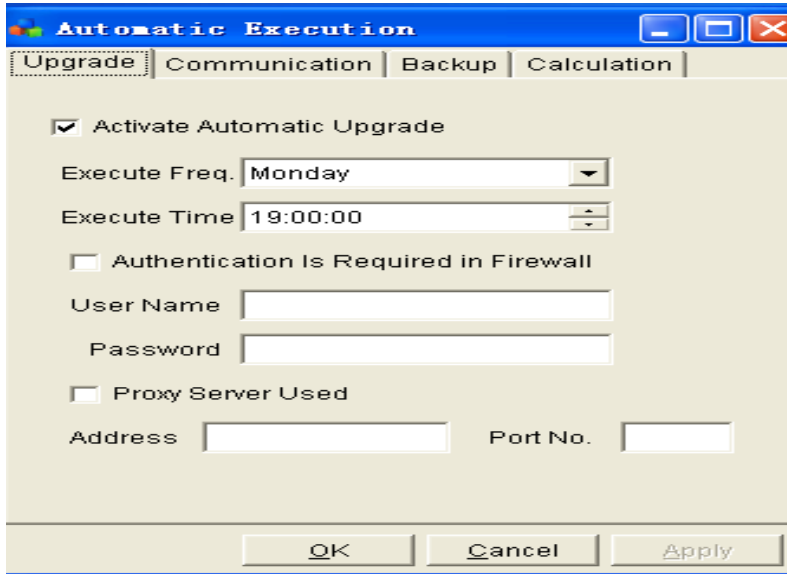 Automatic Execution
Upgrade Communication Backup Calculation
Activate Automatic Upgrade
Execute Freq. Monday
Execute Time 19:00:00
Authentication Is Required in Firewall
User Name
Password
Proxy Server Used
Address Port No.
OK Cancel Apply